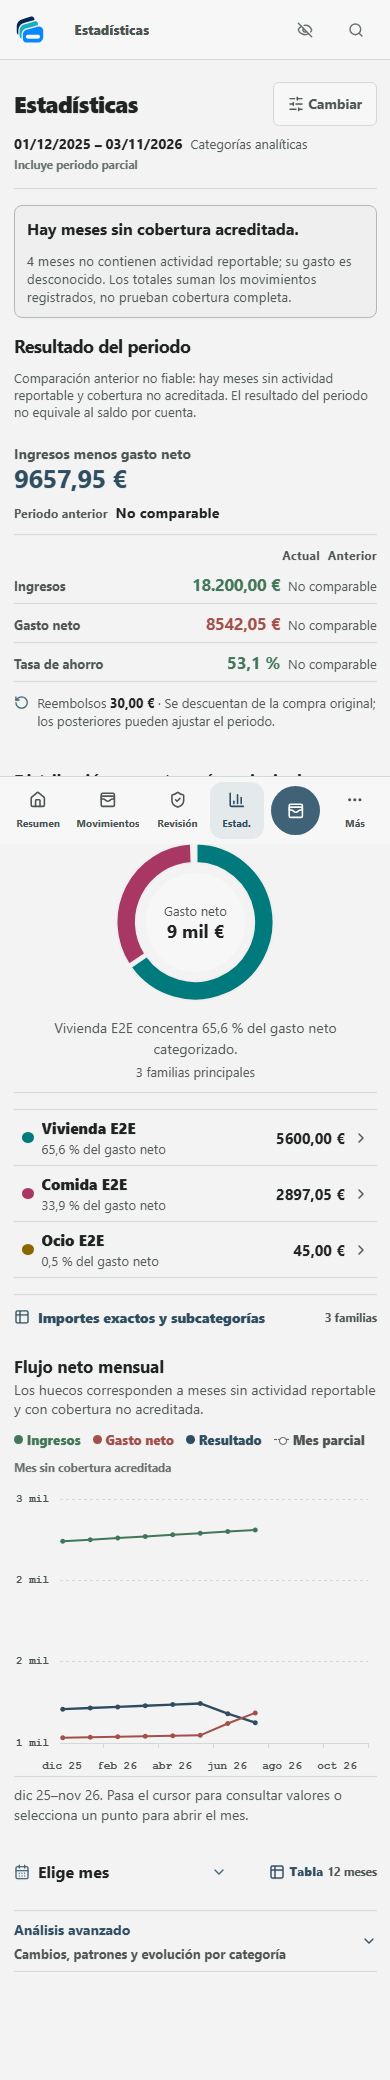 Estadísticas
Estadísticas
Cambiar
01/12/2025 – 03/11/2026 Categorías analíticas
Incluye periodo parcial
Hay meses sin cobertura acreditada.
4 meses no contienen actividad reportable; su gasto es
desconocido. Los totales suman los movimientos
registrados, no prueban cobertura completa.
Resultado del periodo
Comparación anterior no fiable: hay meses sin actividad
reportable y cobertura no acreditada. El resultado del periodo
no equivale al saldo por cuenta.
Ingresos menos gasto neto
9657,95 €
Periodo anterior No comparable
Actual Anterior
Ingresos 18.200,00 € No comparable
Gasto neto 8542,05 € No comparable
Tasa de ahorro 53,1 % No comparable
Reembolsos 30,00 € · Se descuentan de la compra original;
los posteriores pueden ajustar el periodo.
Resumen Movimientos Revisión Estad. Más
Gasto neto
9 mil €
Vivienda E2E concentra 65,6 % del gasto neto
categorizado.
3 familias principales
Vivienda E2E
65,6 % del gasto neto
5600,00 €
Comida E2E
33,9 % del gasto neto
2897,05 €
Ocio E2E
0,5 % del gasto neto
45,00 €
Importes exactos y subcategorías 3 familias
Flujo neto mensual
Los huecos corresponden a meses sin actividad reportable
y con cobertura no acreditada.
Ingresos Gasto neto Resultado Mes parcial
Mes sin cobertura acreditada
3 mil
2 mil
2 mil
1 mil
dic 25 feb 26 abr 26 jun 26 ago 26 oct 26
dic 25–nov 26. Pasa el cursor para consultar valores o
selecciona un punto para abrir el mes.
Elige mes
Tabla 12 meses
Análisis avanzado
Cambios, patrones y evolución por categoría